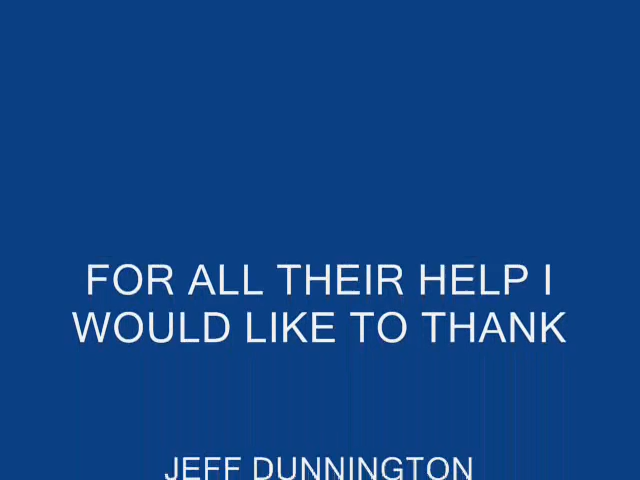 FOR ALL THEIR HELP I
WOULD LIKE TO THANK
JEFF DUNNINGTON